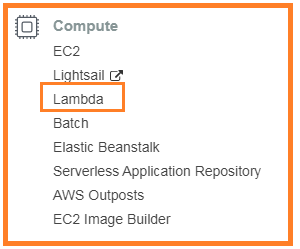 Compute
EC2
Lightsail
Lambda
Batch
Elastic Beanstalk
Serverless Application Repository
AWS Outposts
EC2 Image Builder